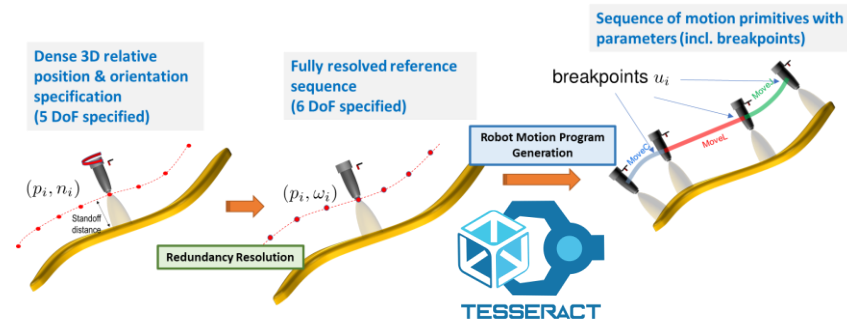 Dense 3D relative
position & orientation
specification
(5 DoF specified)
(p_i, n_i)
Standoff
distance
Redundancy Resolution
Fully resolved reference
sequence
(6 DoF specified)
(p_i, ω_i)
Robot Motion Program
Generation
TESSERACT
Sequence of motion primitives with
parameters (incl. breakpoints)
breakpoints u_i
MoveC
MoveL
MoveJ